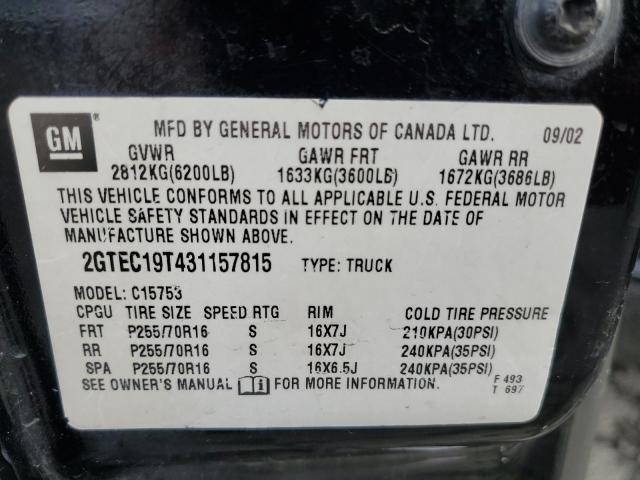 GM
MFD BY GENERAL MOTORS OF CANADA LTD. 09/02
GVWR GAWR FRT GAWR RR
2812KG(6200LB) 1633KG(3600LB) 1672KG(3686LB)
THIS VEHICLE CONFORMS TO ALL APPLICABLE U.S. FEDERAL MOTOR
VEHICLE SAFETY STANDARDS IN EFFECT ON THE DATE OF
MANUFACTURE SHOWN ABOVE.
2GTEC19T431157815 TYPE: TRUCK
MODEL: C15753
CPGU TIRE SIZE SPEED RTG RIM COLD TIRE PRESSURE
FRT P255/70R16 S 16X7J 210KPA(30PSI)
RR P255/70R16 S 16X7J 240KPA(35PSI)
SPA P255/70R16 S 16X6.5J 240KPA(35PSI)
SEE OWNER'S MANUAL FOR MORE INFORMATION.
F 493
T 697